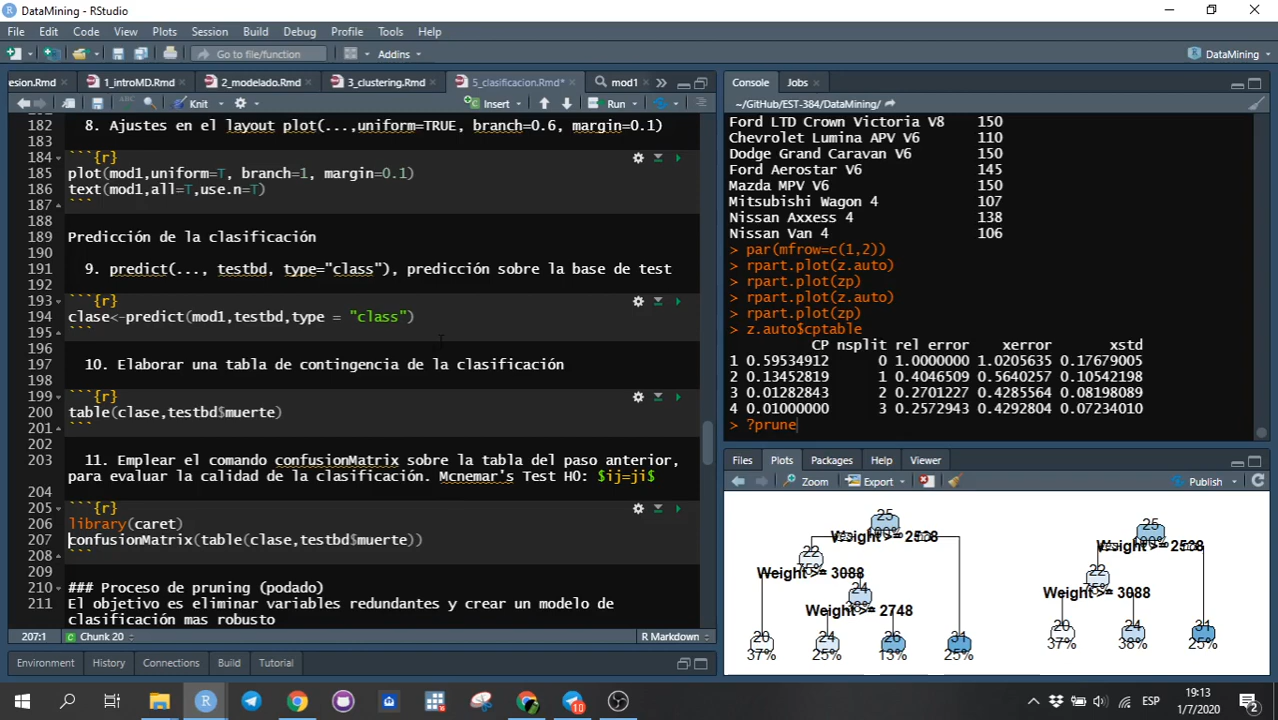 DataMining - RStudio
File Edit Code View Plots Session Build Debug Profile Tools Help
Go to file/function Addins DataMining
esion.Rmd 1_introMD.Rmd 2_modelado.Rmd 3_clustering.Rmd 5_clasificacion.Rmd* mod1
Knit Insert Run
182 8. Ajustes en el layout plot(...,uniform=TRUE, branch=0.6, margin=0.1)
183
184 ```{r}
185 plot(mod1,uniform=T, branch=1, margin=0.1)
186 text(mod1,all=T,use.n=T)
187 ```
188
189 Predicción de la clasificación
190
191 9. predict(..., testbd, type="class"), predicción sobre la base de test
192
193 ```{r}
194 clase<-predict(mod1,testbd,type = "class")
195 ```
196
197 10. Elaborar una tabla de contingencia de la clasificación
198
199 ```{r}
200 table(clase,testbd$muerte)
201 ```
202
203 11. Emplear el comando confusionMatrix sobre la tabla del paso anterior,
para evaluar la calidad de la clasificación. Mcnemar's Test HO: $ij=ji$
204
205 ```{r}
206 library(caret)
207 confusionMatrix(table(clase,testbd$muerte))
208 ```
209
210 ### Proceso de pruning (podado)
211 El objetivo es eliminar variables redundantes y crear un modelo de
clasificación mas robusto
207:1 Chunk 20 R Markdown
Environment History Connections Build Tutorial
Console Jobs
~/GitHub/EST-384/DataMining/
Ford LTD Crown Victoria V8 150
Chevrolet Lumina APV V6 110
Dodge Grand Caravan V6 150
Ford Aerostar V6 145
Mazda MPV V6 150
Mitsubishi Wagon 4 107
Nissan Axxess 4 138
Nissan Van 4 106
> par(mfrow=c(1,2))
> rpart.plot(z.auto)
> rpart.plot(zp)
> rpart.plot(z.auto)
> rpart.plot(zp)
> z.auto$cptable
CP nsplit rel error xerror xstd
1 0.59534912 0 1.0000000 1.0205635 0.17679005
2 0.13452819 1 0.4046509 0.5640257 0.10542198
3 0.01282843 2 0.2701227 0.4285564 0.08198089
4 0.01000000 3 0.2572943 0.4292804 0.07234010
> ?prune
Files Plots Packages Help Viewer
Zoom Export Publish
25
100%
Weight >= 2568
22
75%
Weight >= 3088
24
38%
Weight >= 2748
20 24 26 31
37% 25% 13% 25%
25
100%
Weight >= 2568
22
75%
Weight >= 3088
20 24 31
37% 38% 25%
10
ESP
19:13
1/7/2020
2